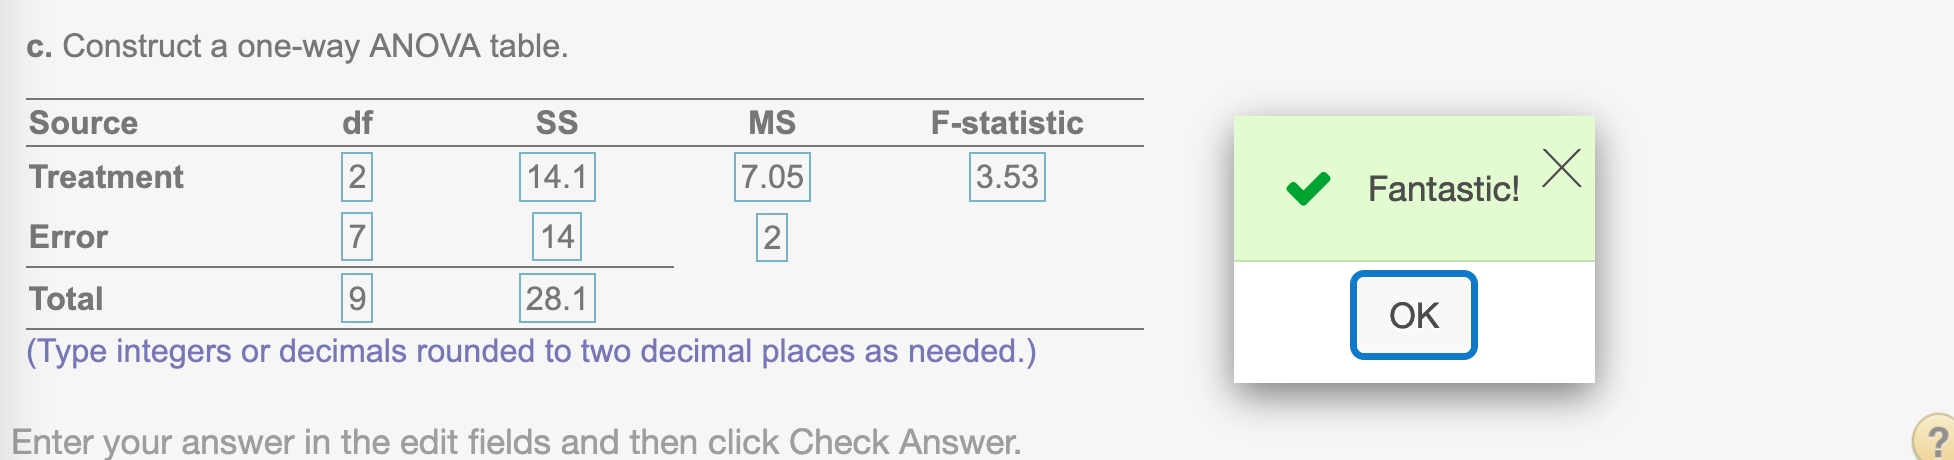 c. Construct a one-way ANOVA table.
Source df SS MS F-statistic
Treatment 2 14.1 7.05 3.53
Error 7 14 2
Total 9 28.1
(Type integers or decimals rounded to two decimal places as needed.)
Enter your answer in the edit fields and then click Check Answer.
Fantastic!
OK
?